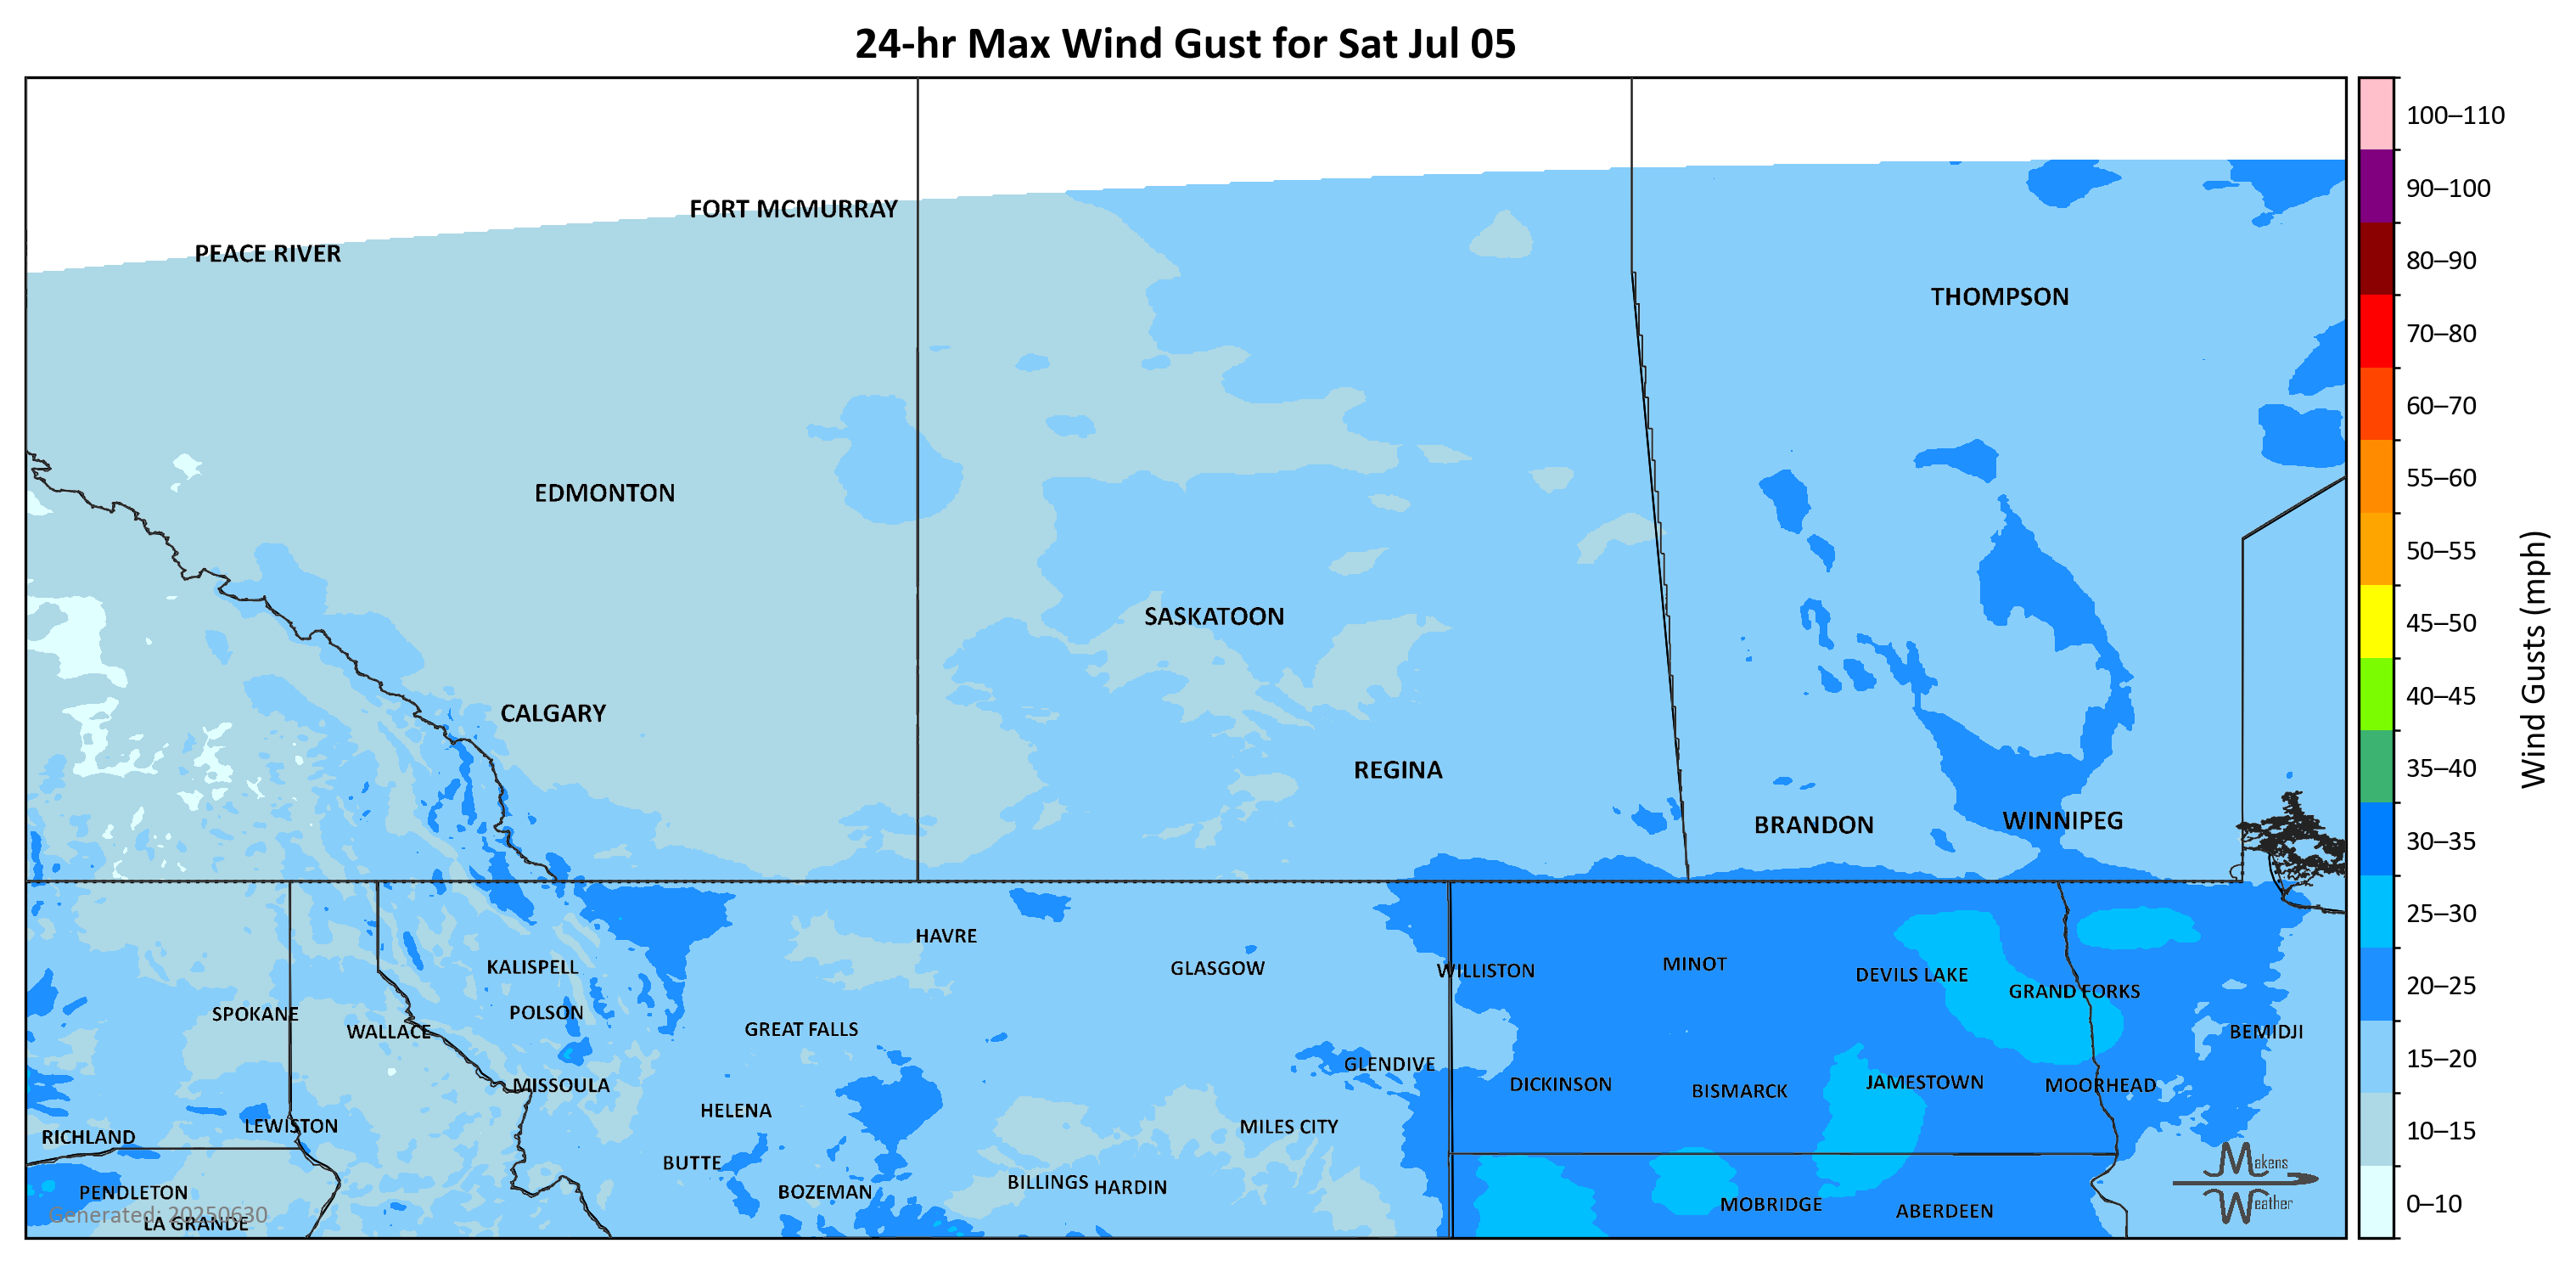 24-hr Max Wind Gust for Sat Jul 05
100–110
90–100
80–90
70–80
60–70
55–60
50–55
45–50
40–45
35–40
30–35
25–30
20–25
15–20
10–15
0–10
Wind Gusts (mph)
FORT MCMURRAY
PEACE RIVER
THOMPSON
EDMONTON
SASKATOON
CALGARY
REGINA
WINNIPEG
BRANDON
HAVRE
KALISPELL
GLASGOW
WILLISTON
MINOT
DEVILS LAKE
GRAND FORKS
SPOKANE
POLSON
WALLACE
GREAT FALLS
BEMIDJI
GLENDIVE
MISSOULA
DICKINSON
BISMARCK
JAMESTOWN
MOORHEAD
HELENA
LEWISTON
MILES CITY
RICHLAND
BUTTE
PENDLETON
BOZEMAN
BILLINGS
HARDIN
MOBRIDGE
ABERDEEN
LA GRANDE
Generated: 20250630
Makens
Weather